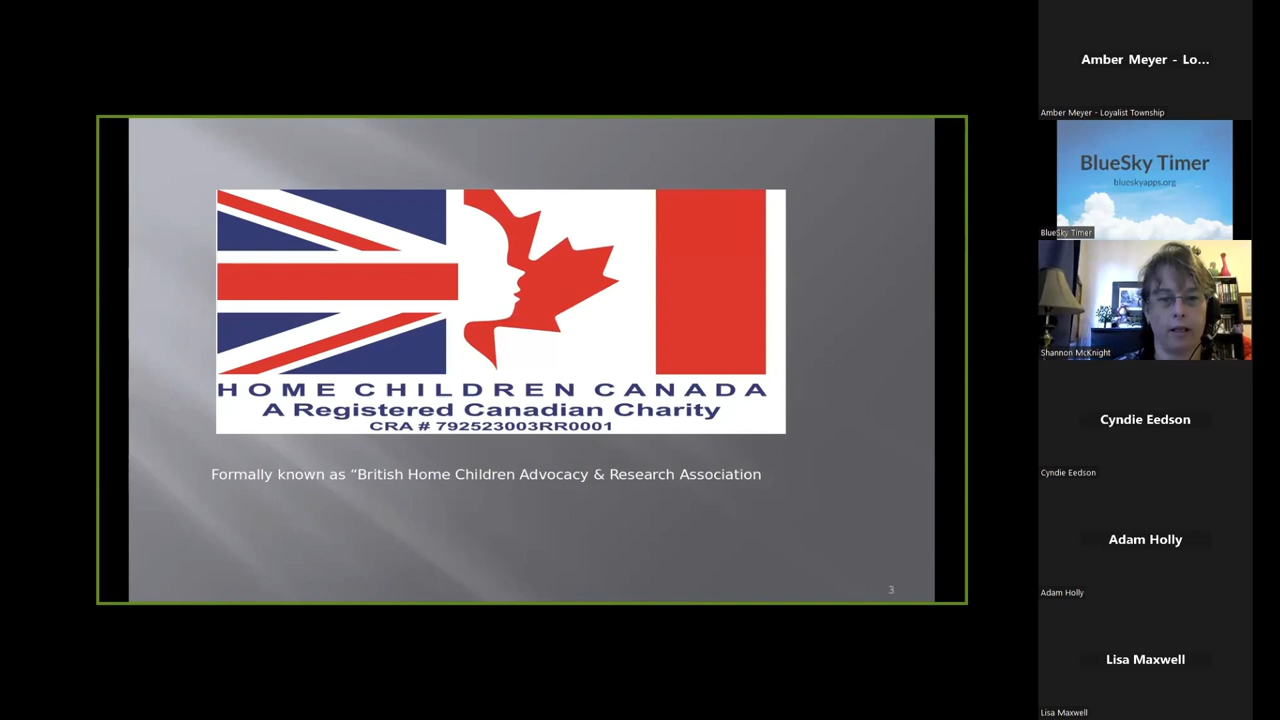 HOME CHILDREN CANADA
A Registered Canadian Charity
CRA # 792523003RR0001
Formally known as “British Home Children Advocacy & Research Association
3
Amber Meyer - Lo...
Amber Meyer - Loyalist Township
BlueSky Timer
blueskyapps.org
BlueSky Timer
Shannon McKnight
Cyndie Eedson
Cyndie Eedson
Adam Holly
Adam Holly
Lisa Maxwell
Lisa Maxwell